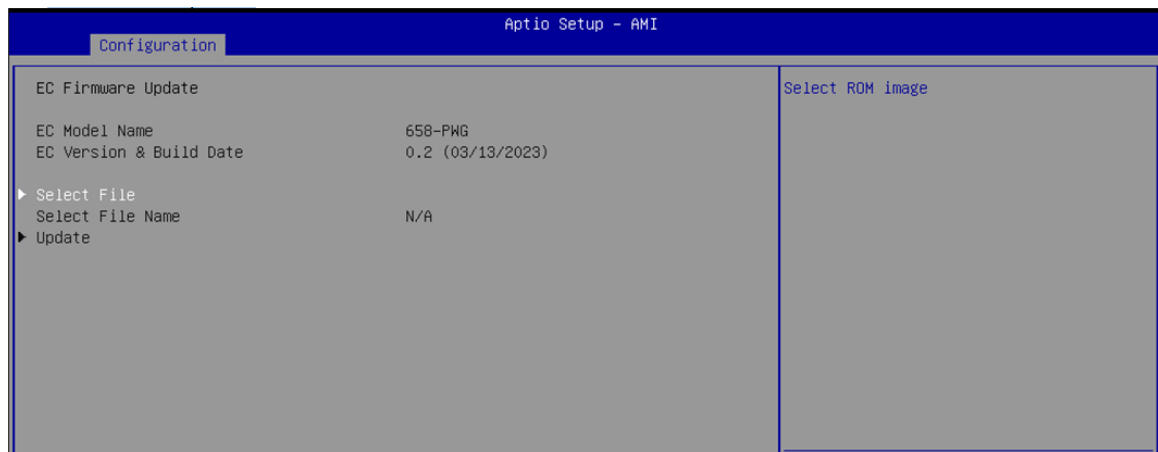 Aptio Setup – AMI
Configuration
EC Firmware Update
Select ROM image
EC Model Name 658-PWG
EC Version & Build Date 0.2 (03/13/2023)
Select File
Select File Name N/A
Update